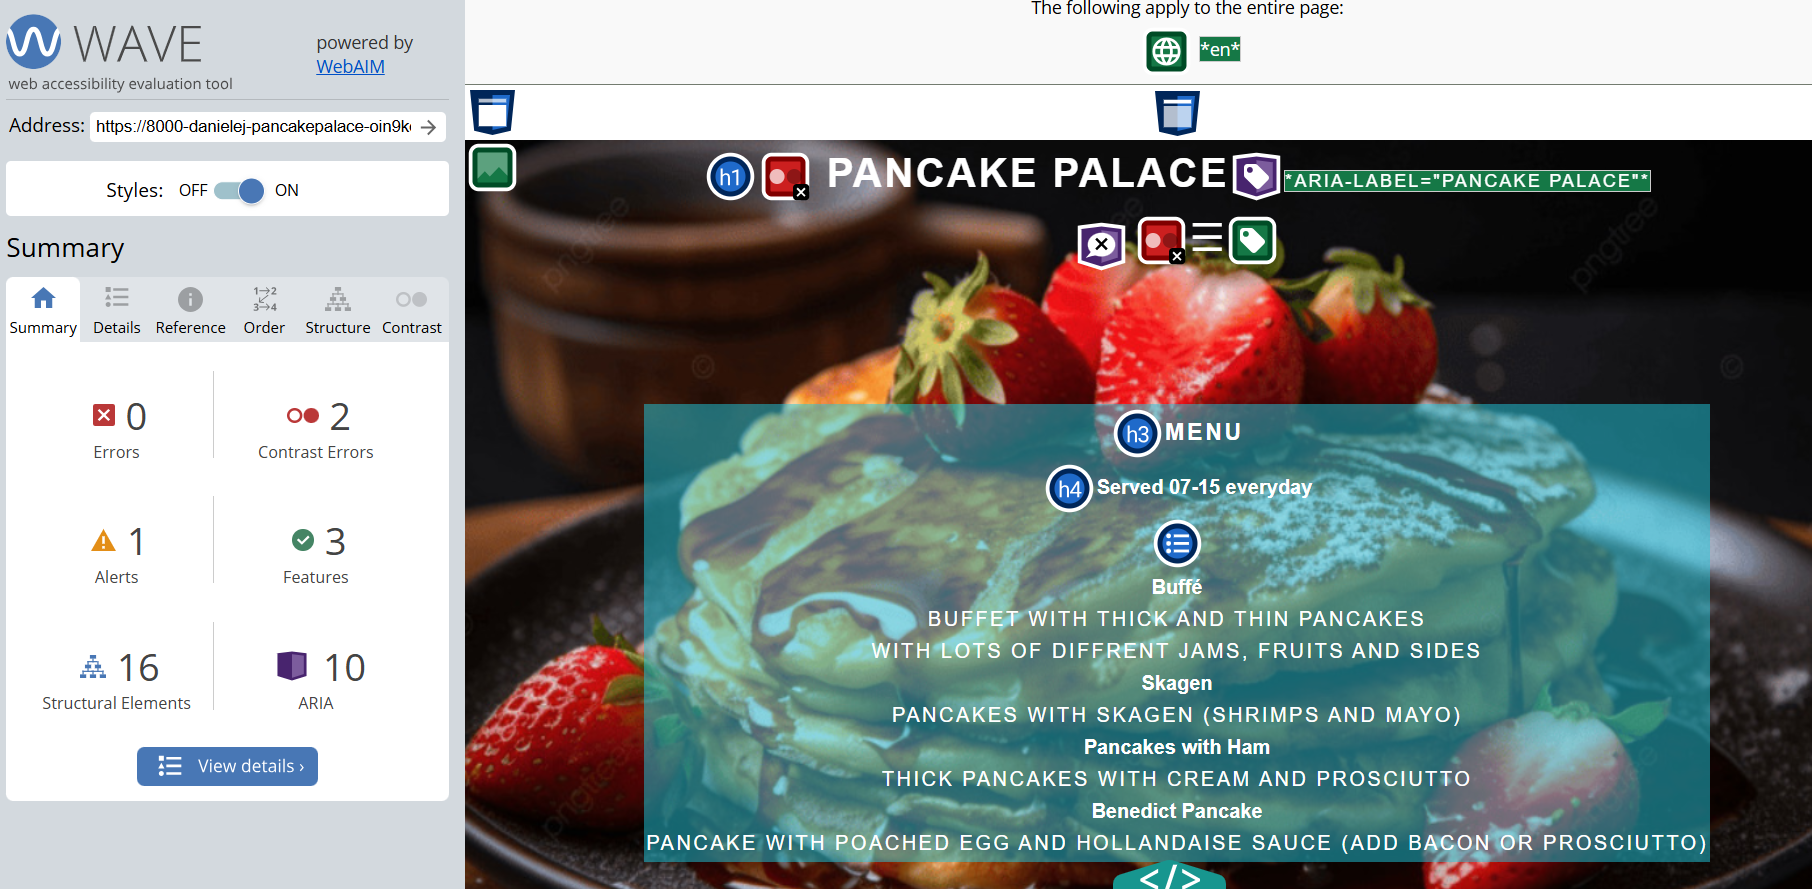 WAVE
web accessibility evaluation tool
powered by
WebAIM
Address: https://8000-danielej-pancakepalace-oin9k
Styles: OFF ON
Summary
Summary Details Reference Order Structure Contrast
0
Errors
2
Contrast Errors
1
Alerts
3
Features
16
Structural Elements
10
ARIA
View details ›
The following apply to the entire page:
*en*
h1 PANCAKE PALACE *ARIA-LABEL="PANCAKE PALACE"*
h3 MENU
h4 Served 07-15 everyday
Buffé
BUFFET WITH THICK AND THIN PANCAKES
WITH LOTS OF DIFFRENT JAMS, FRUITS AND SIDES
Skagen
PANCAKES WITH SKAGEN (SHRIMPS AND MAYO)
Pancakes with Ham
THICK PANCAKES WITH CREAM AND PROSCIUTTO
Benedict Pancake
PANCAKE WITH POACHED EGG AND HOLLANDAISE SAUCE (ADD BACON OR PROSCIUTTO)
</>
pngtree
pngtree
pngtree
pngtree